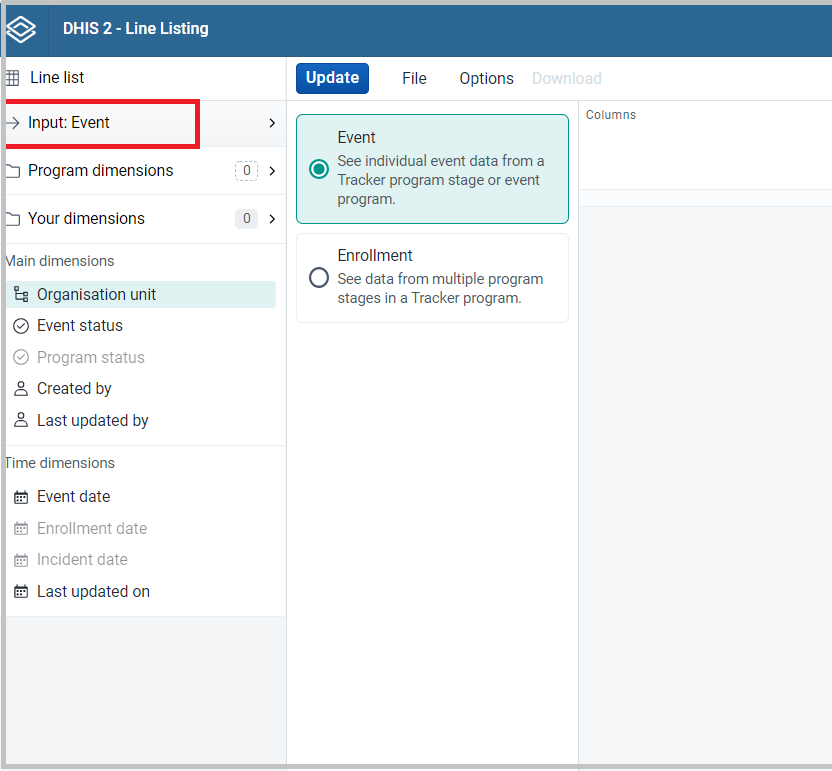 DHIS 2 - Line Listing
Line list
Update
File
Options
Download
Input: Event
Program dimensions
0
Your dimensions
0
Main dimensions
Organisation unit
Event status
Program status
Created by
Last updated by
Time dimensions
Event date
Enrollment date
Incident date
Last updated on
Event
See individual event data from a
Tracker program stage or event
program.
Enrollment
See data from multiple program
stages in a Tracker program.
Columns